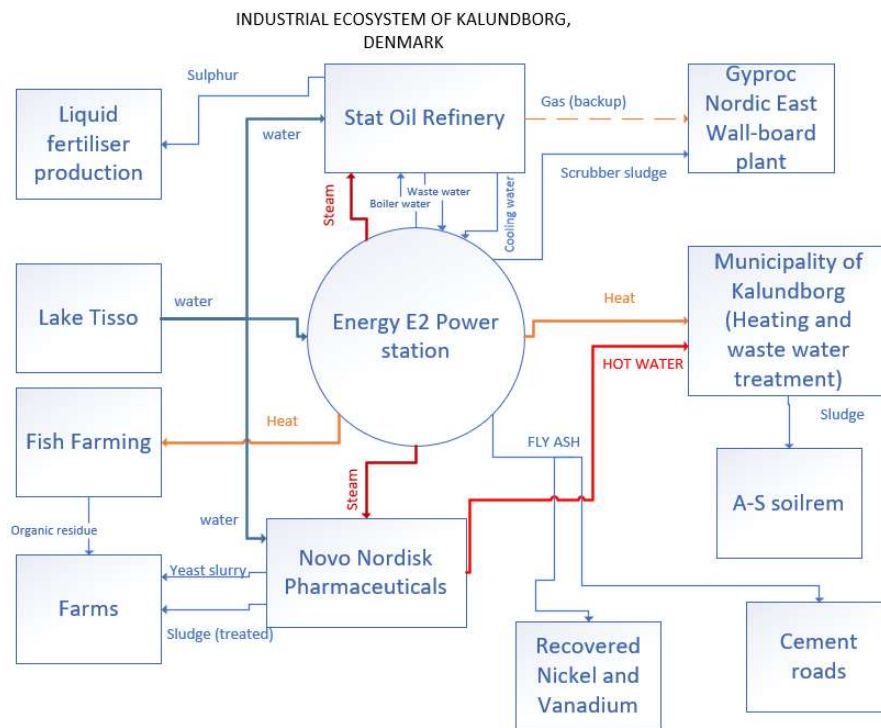 INDUSTRIAL ECOSYSTEM OF KALUNDBORG,
DENMARK
Sulphur
Liquid
fertiliser
production
water
Stat Oil Refinery
Gas (backup)
Gyproc
Nordic East
Wall-board
plant
Scrubber sludge
Steam
Boiler water
Waste water
Cooling water
Lake Tisso
water
Energy E2 Power
station
Heat
HOT WATER
Municipality of
Kalundborg
(Heating and
waste water
treatment)
Sludge
Fish Farming
Heat
FLY ASH
A-S soilrem
Organic residue
water
Steam
Farms
Yeast slurry
Sludge (treated)
Novo Nordisk
Pharmaceuticals
Recovered
Nickel and
Vanadium
Cement
roads